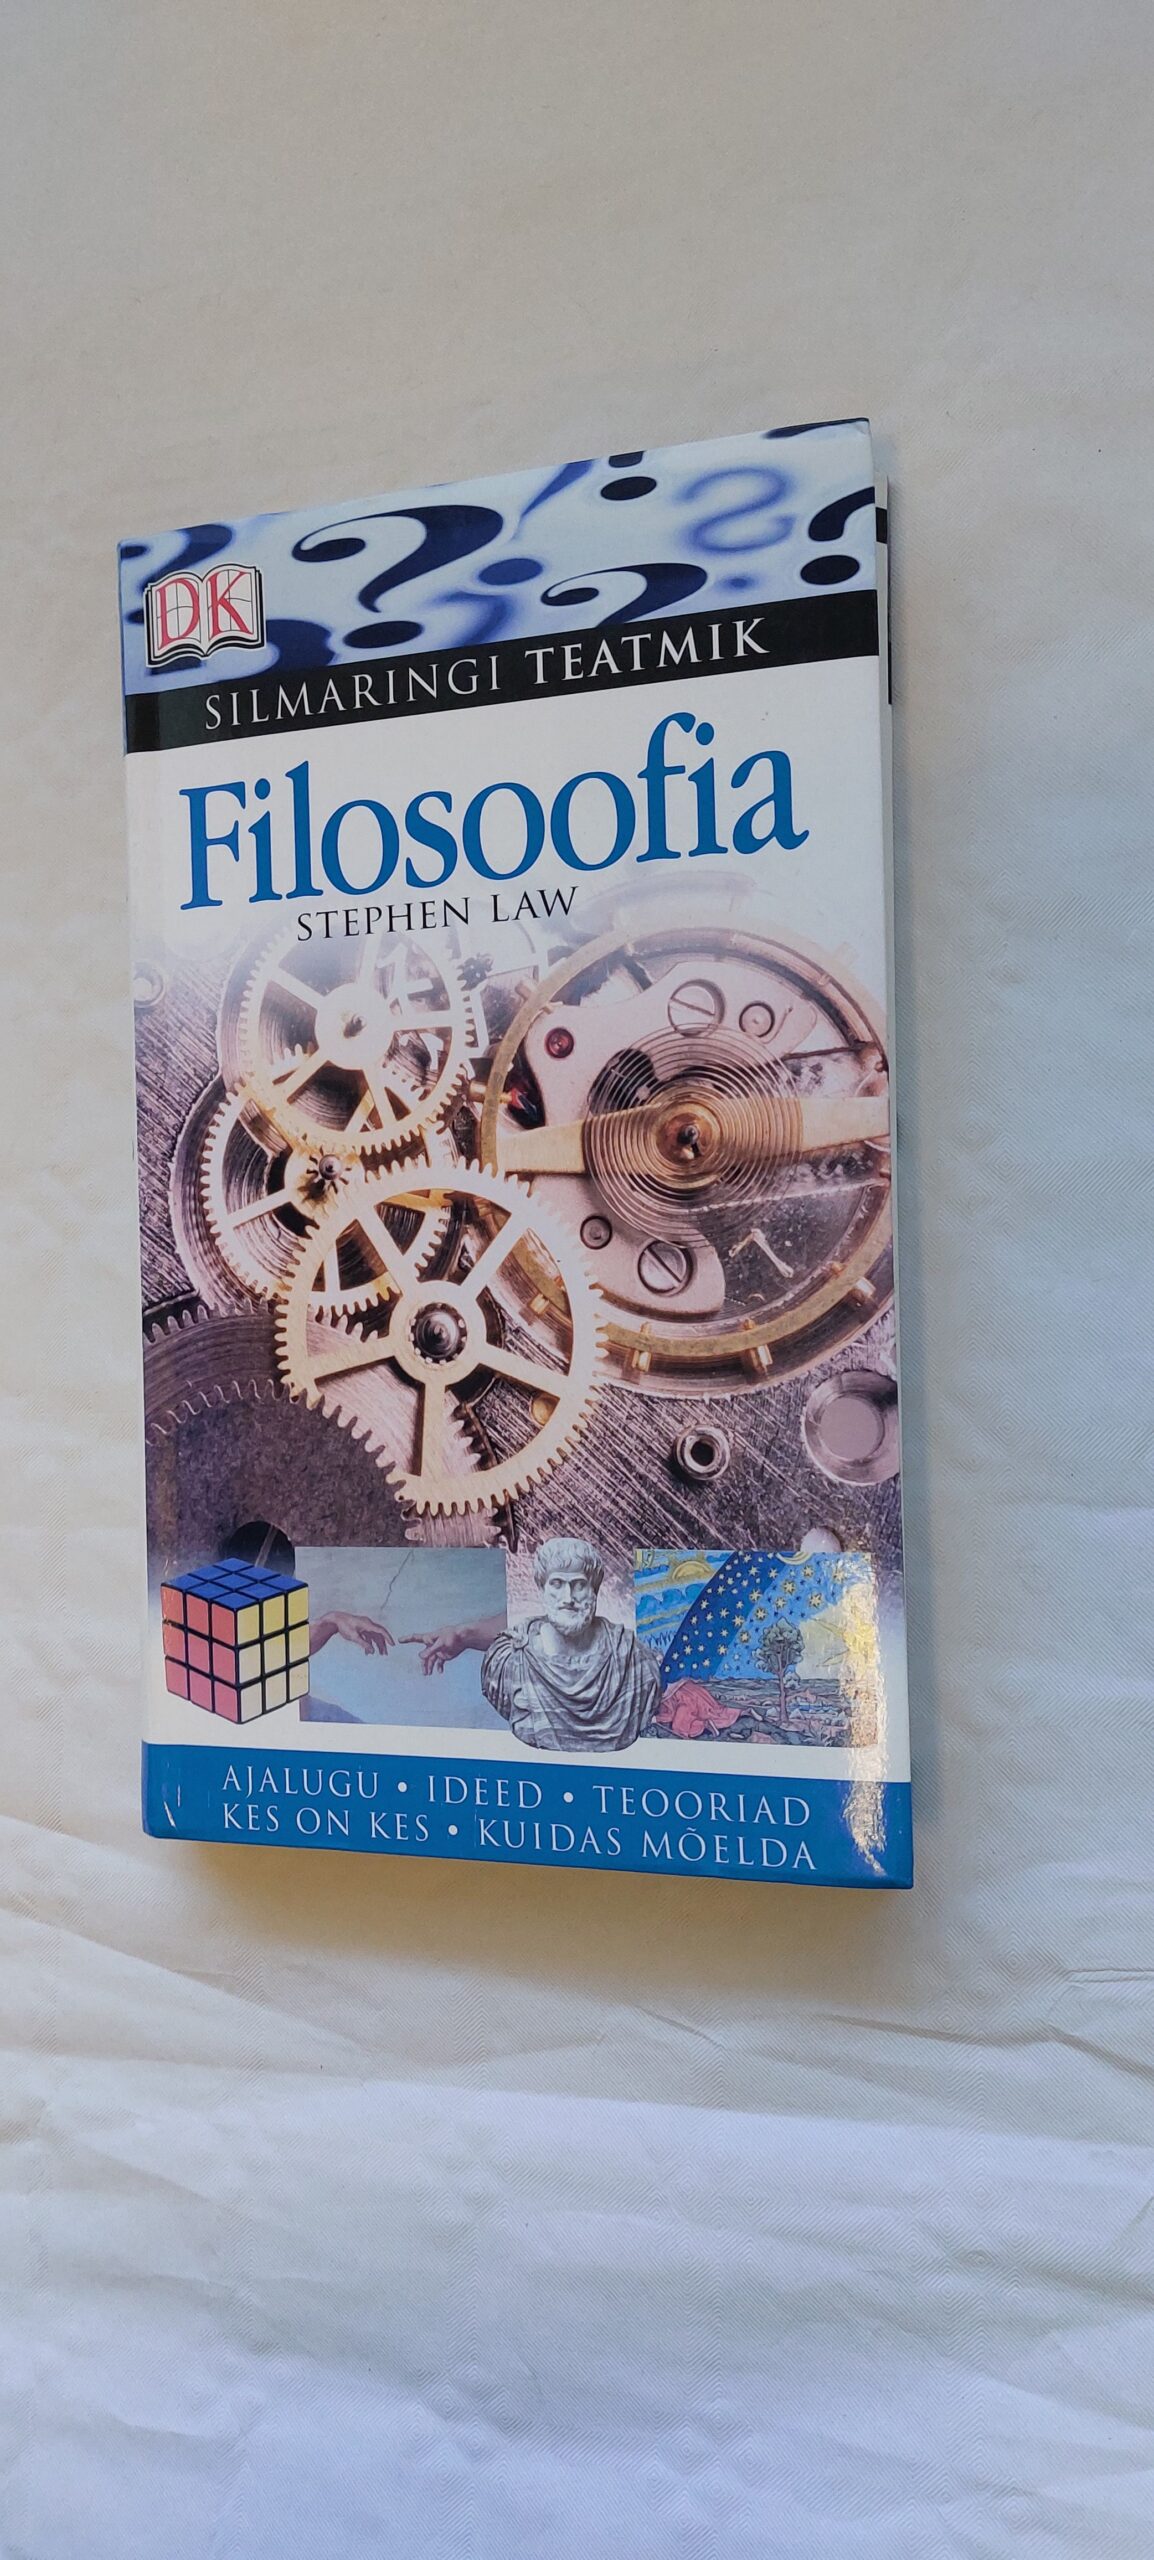 DK
SILMARINGI TEATMIK
Filosoofia
STEPHEN LAW
AJALUGU • IDEED • TEOORIAD
KES ON KES • KUIDAS MÕELDA